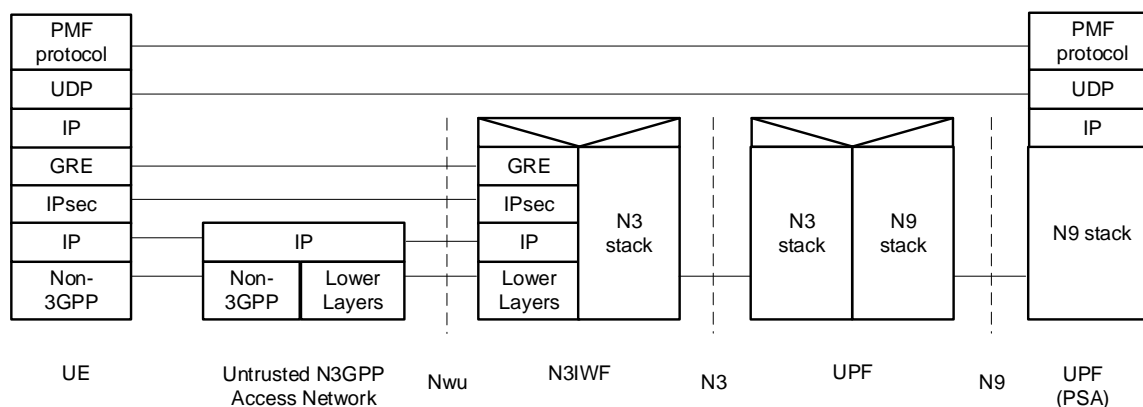 PMF
protocol
UDP
IP
GRE
IPsec
IP
Non-
3GPP
IP
Non-
3GPP
Lower
Layers
GRE
IPsec
IP
Lower
Layers
N3
stack
N3
stack
N9
stack
PMF
protocol
UDP
IP
N9 stack
UE
Untrusted N3GPP
Access Network
Nwu
N3IWF
N3
UPF
N9
UPF
(PSA)